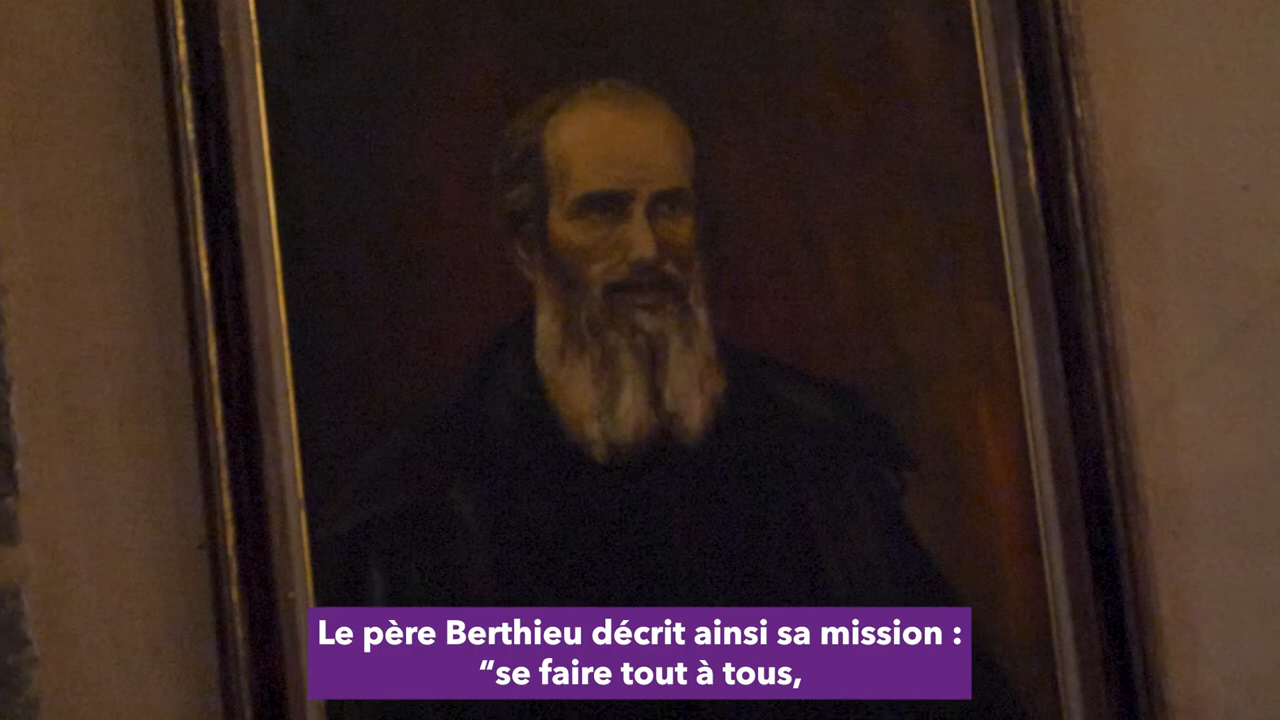 Le père Berthieu décrit ainsi sa mission :
“se faire tout à tous,